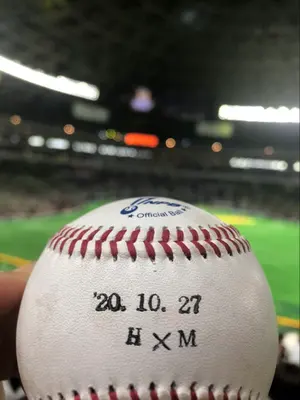 Official Ball
'20. 10. 27
H × M